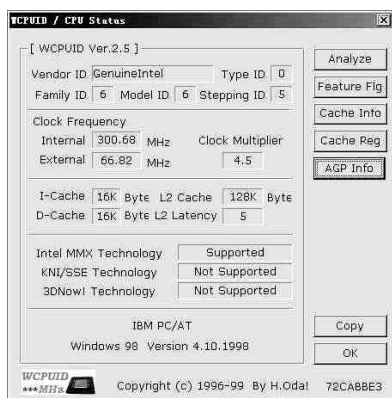 WCPUID / CPU Status
[ WCPUID Ver.2.5 ]
Vendor ID GenuineIntel Type ID 0
Family ID 6 Model ID 6 Stepping ID 5
Clock Frequency
Internal 300.68 MHz Clock Multiplier
External 66.82 MHz 4.5
I-Cache 16K Byte L2 Cache 128K Byte
D-Cache 16K Byte L2 Latency 5
Intel MMX Technology Supported
KNI/SSE Technology Not Supported
3DNow! Technology Not Supported
IBM PC/AT
Windows 98 Version 4.10.1998
Analyze
Feature Flg
Cache Info
Cache Reg
AGP Info
Copy
OK
WCPUID
***MHz
Copyright (c) 1996-99 By H.Oda! 72CABBE3